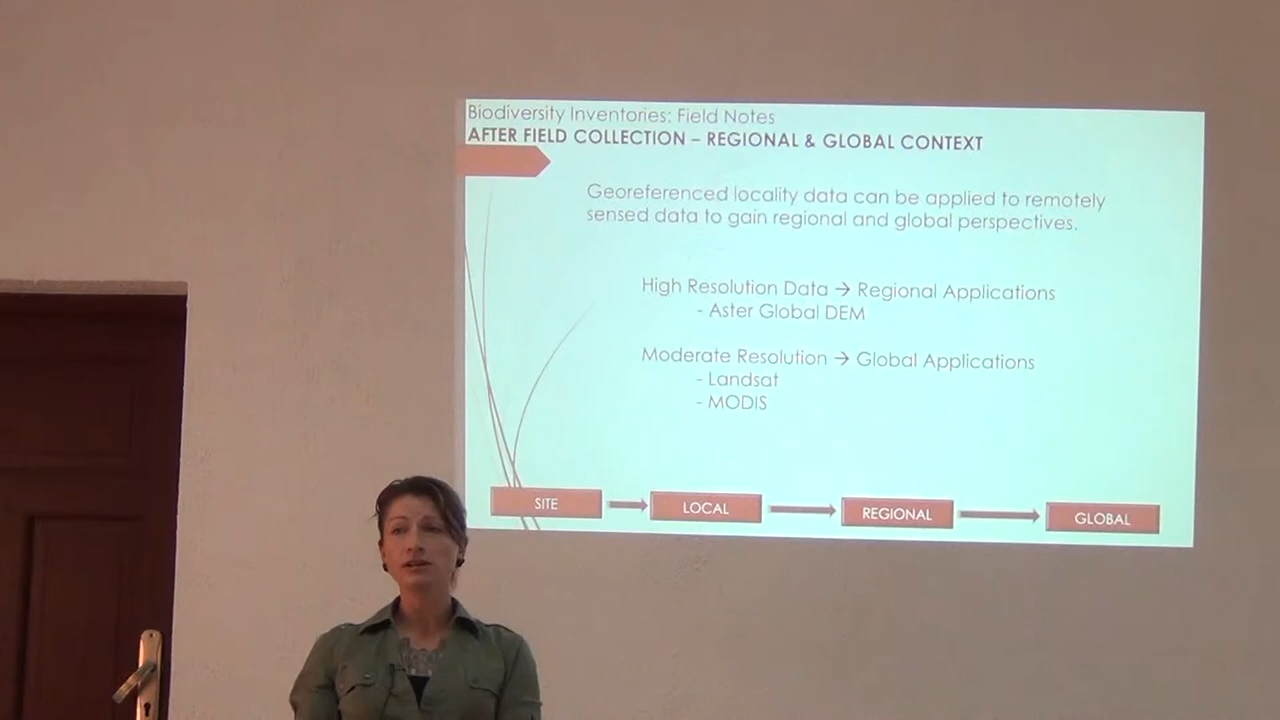 Biodiversity Inventories: Field Notes
AFTER FIELD COLLECTION – REGIONAL & GLOBAL CONTEXT
Georeferenced locality data can be applied to remotely
sensed data to gain regional and global perspectives.
High Resolution Data → Regional Applications
- Aster Global DEM
Moderate Resolution → Global Applications
- Landsat
- MODIS
SITE
LOCAL
REGIONAL
GLOBAL